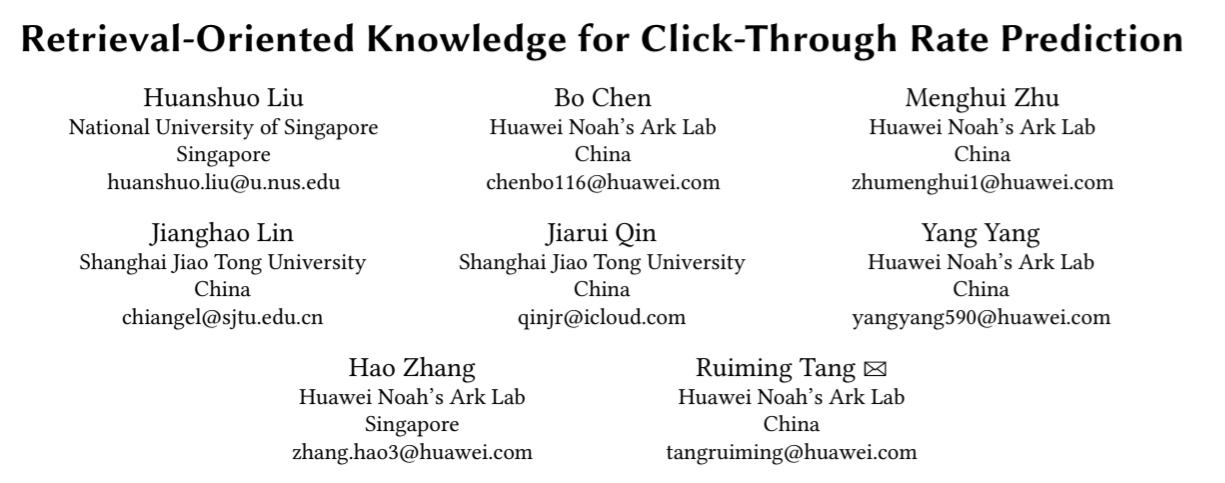 Retrieval-Oriented Knowledge for Click-Through Rate Prediction
Huanshuo Liu
National University of Singapore
Singapore
huanshuo.liu@u.nus.edu
Bo Chen
Huawei Noah's Ark Lab
China
chenbo116@huawei.com
Menghui Zhu
Huawei Noah's Ark Lab
China
zhumenghui1@huawei.com
Jianghao Lin
Shanghai Jiao Tong University
China
chiangel@sjtu.edu.cn
Jiarui Qin
Shanghai Jiao Tong University
China
qinjr@icloud.com
Yang Yang
Huawei Noah's Ark Lab
China
yangyang590@huawei.com
Hao Zhang
Huawei Noah's Ark Lab
Singapore
zhang.hao3@huawei.com
Ruiming Tang ✉
Huawei Noah's Ark Lab
China
tangruiming@huawei.com